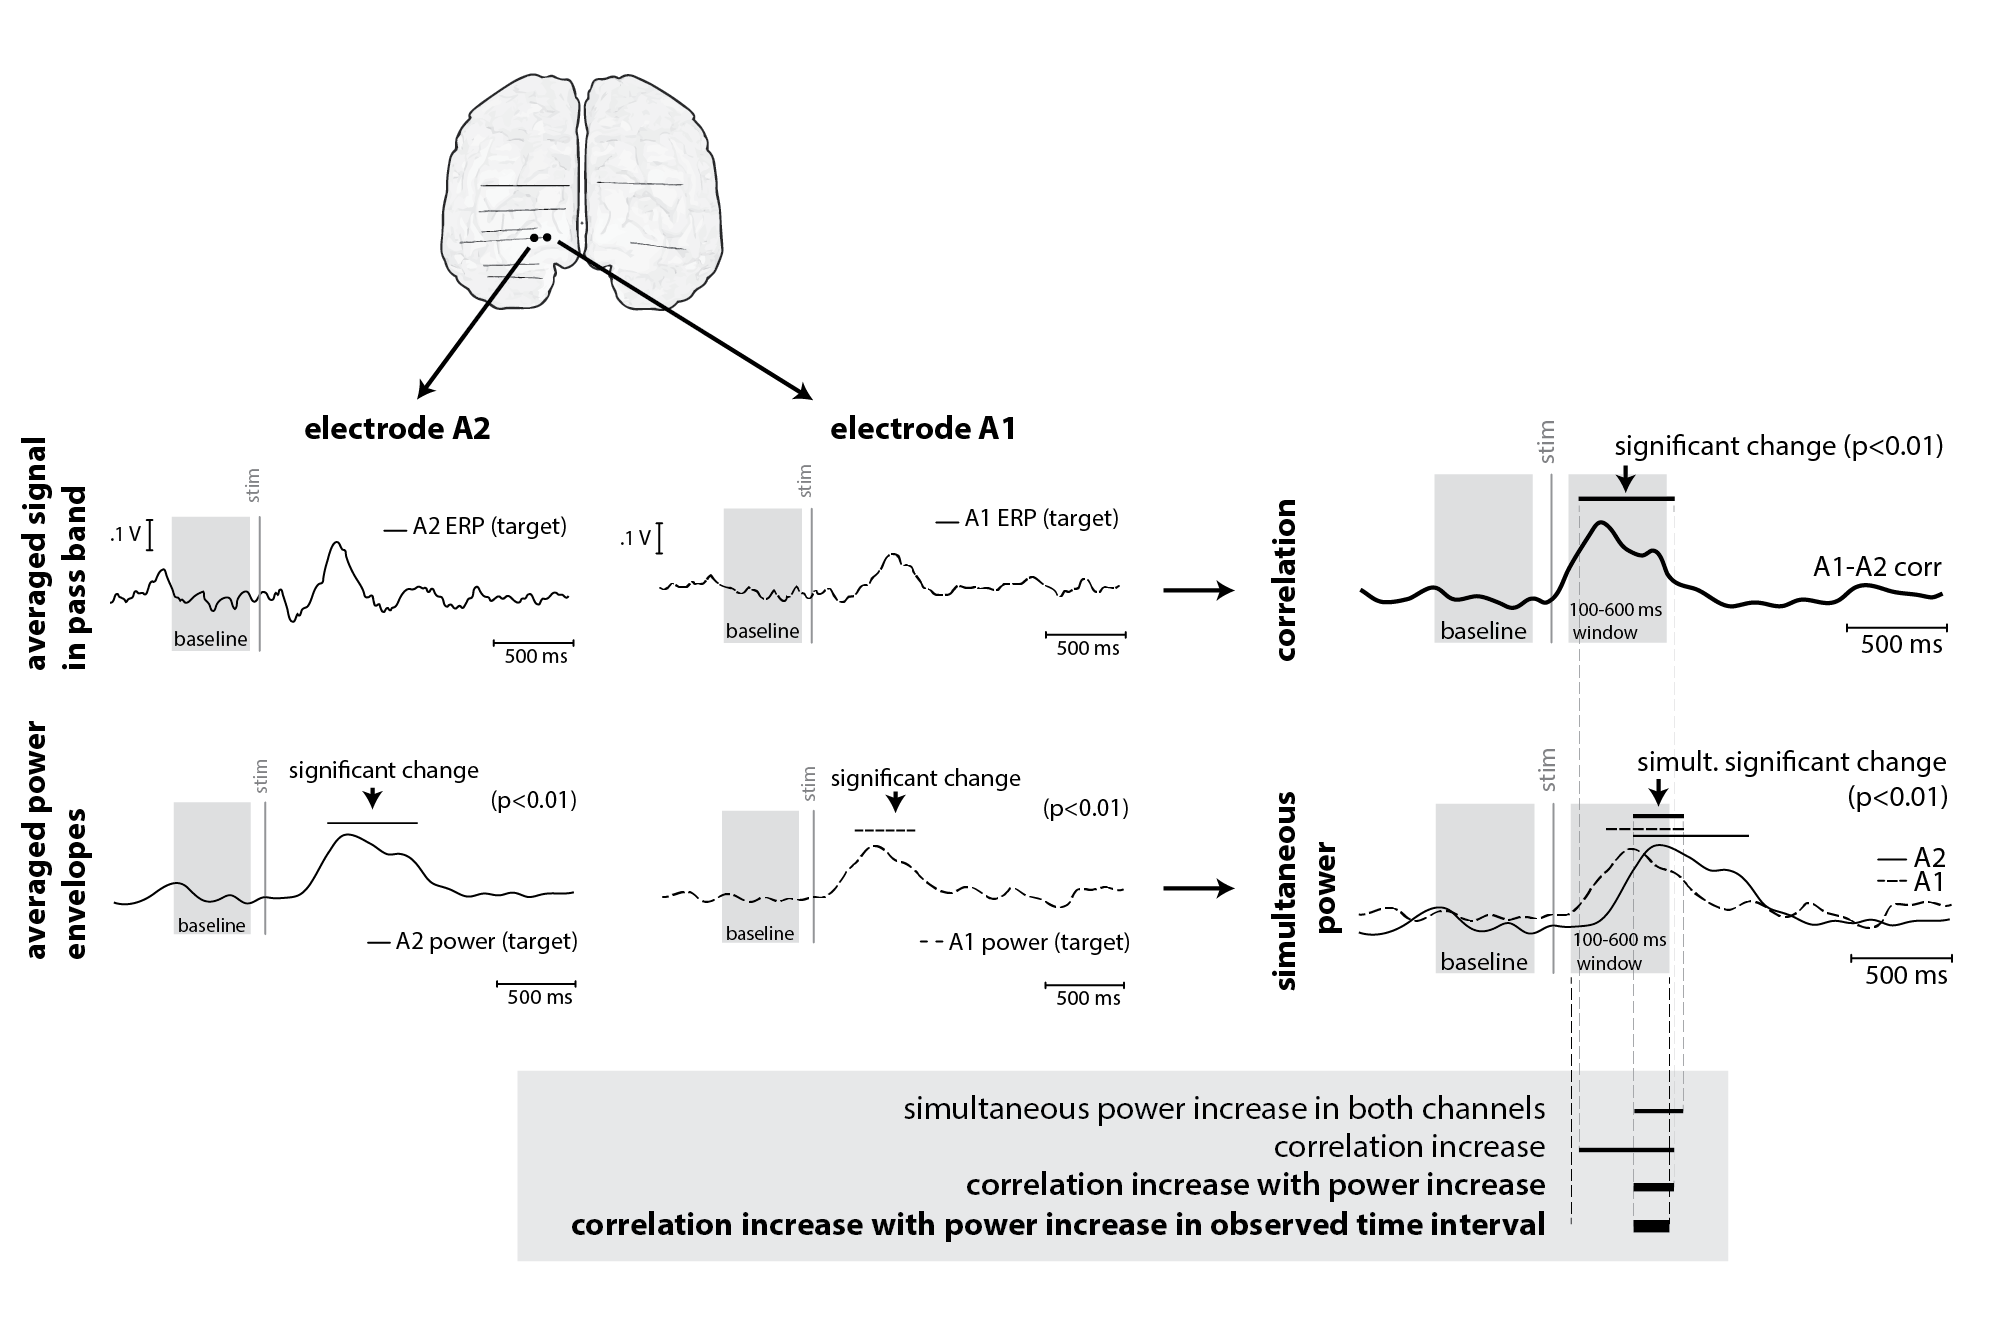 electrode A2
electrode A1
averaged signal
in pass band
.1 V
stim
A2 ERP (target)
baseline
500 ms
.1 V
stim
A1 ERP (target)
baseline
500 ms
correlation
stim
significant change (p<0.01)
A1-A2 corr
100-600 ms
window
baseline
500 ms
averaged power
envelopes
stim
significant change
(p<0.01)
baseline
A2 power (target)
500 ms
stim
significant change
(p<0.01)
baseline
A1 power (target)
500 ms
simultaneous
power
stim
simult. significant change
(p<0.01)
A2
A1
100-600 ms
window
baseline
500 ms
simultaneous power increase in both channels
correlation increase
correlation increase with power increase
correlation increase with power increase in observed time interval